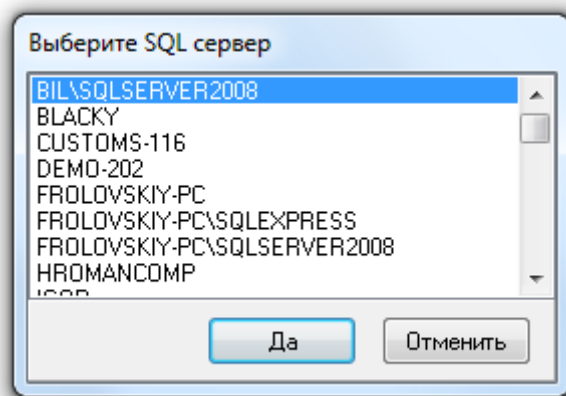 Выберите SQL сервер
BIL\SQLSERVER2008
BLACKY
CUSTOMS-116
DEMO-202
FROLOVSKIY-PC
FROLOVSKIY-PC\SQLEXPRESS
FROLOVSKIY-PC\SQLSERVER2008
HROMANCOMP
Да
Отменить